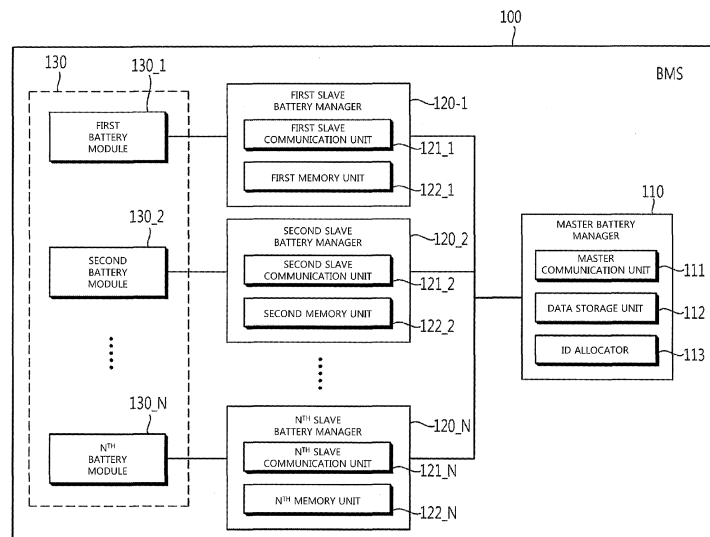 100
BMS
130
130_1
FIRST
BATTERY
MODULE
FIRST SLAVE
BATTERY MANAGER
120-1
FIRST SLAVE
COMMUNICATION UNIT
121_1
FIRST MEMORY UNIT
122_1
130_2
SECOND
BATTERY
MODULE
SECOND SLAVE
BATTERY MANAGER
120_2
SECOND SLAVE
COMMUNICATION UNIT
121_2
SECOND MEMORY UNIT
122_2
110
MASTER BATTERY
MANAGER
MASTER
COMMUNICATION UNIT
111
DATA STORAGE UNIT
112
ID ALLOCATOR
113
130_N
NTH
BATTERY
MODULE
NTH SLAVE
BATTERY MANAGER
120_N
NTH SLAVE
COMMUNICATION UNIT
121_N
NTH MEMORY UNIT
122_N